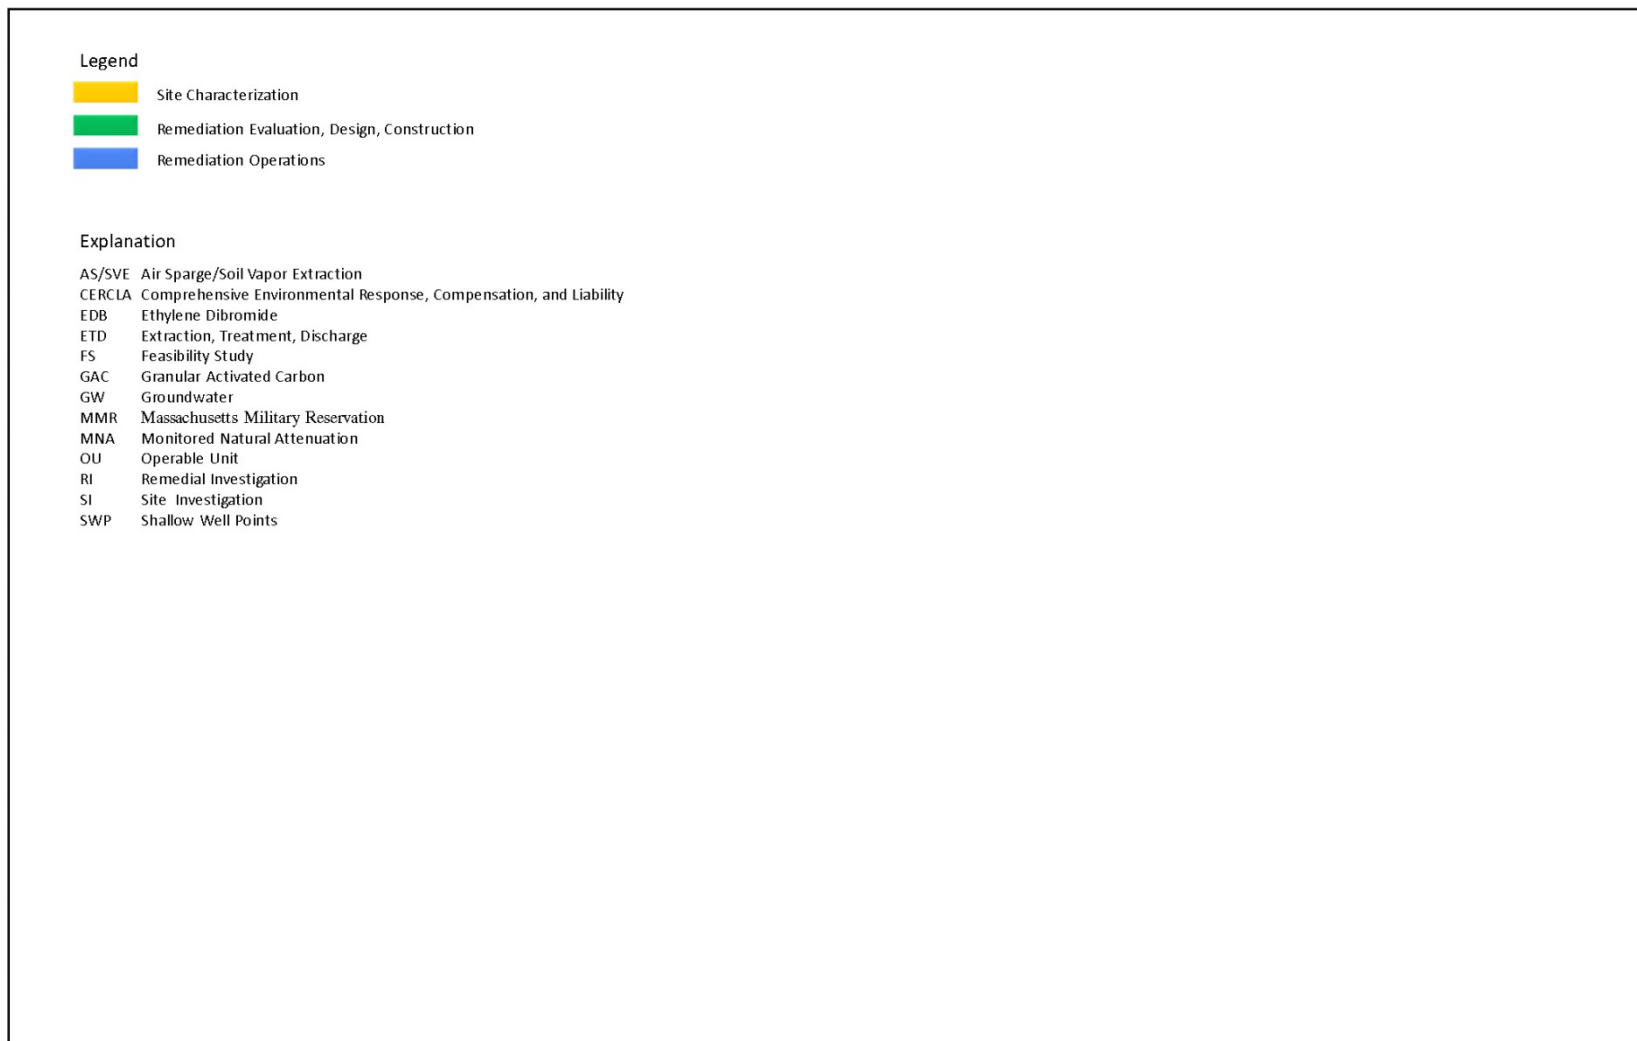 Legend
Site Characterization
Remediation Evaluation, Design, Construction
Remediation Operations
Explanation
AS/SVE Air Sparge/Soil Vapor Extraction
CERCLA Comprehensive Environmental Response, Compensation, and Liability
EDB Ethylene Dibromide
ETD Extraction, Treatment, Discharge
FS Feasibility Study
GAC Granular Activated Carbon
GW Groundwater
MMR Massachusetts Military Reservation
MNA Monitored Natural Attenuation
OU Operable Unit
RI Remedial Investigation
SI Site Investigation
SWP Shallow Well Points